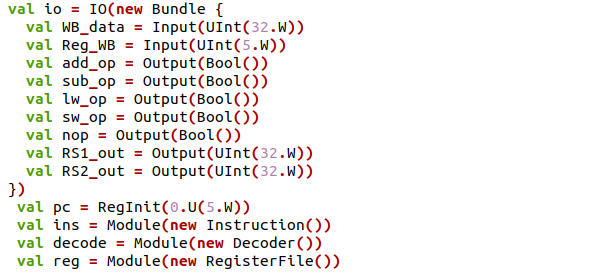 val io = IO(new Bundle {
  val WB_data = Input(UInt(32.W))
  val Reg_WB = Input(UInt(5.W))
  val add_op = Output(Bool())
  val sub_op = Output(Bool())
  val lw_op = Output(Bool())
  val sw_op = Output(Bool())
  val nop = Output(Bool())
  val RS1_out = Output(UInt(32.W))
  val RS2_out = Output(UInt(32.W))
})
 val pc = RegInit(0.U(5.W))
 val ins = Module(new Instruction())
 val decode = Module(new Decoder())
 val reg = Module(new RegisterFile())